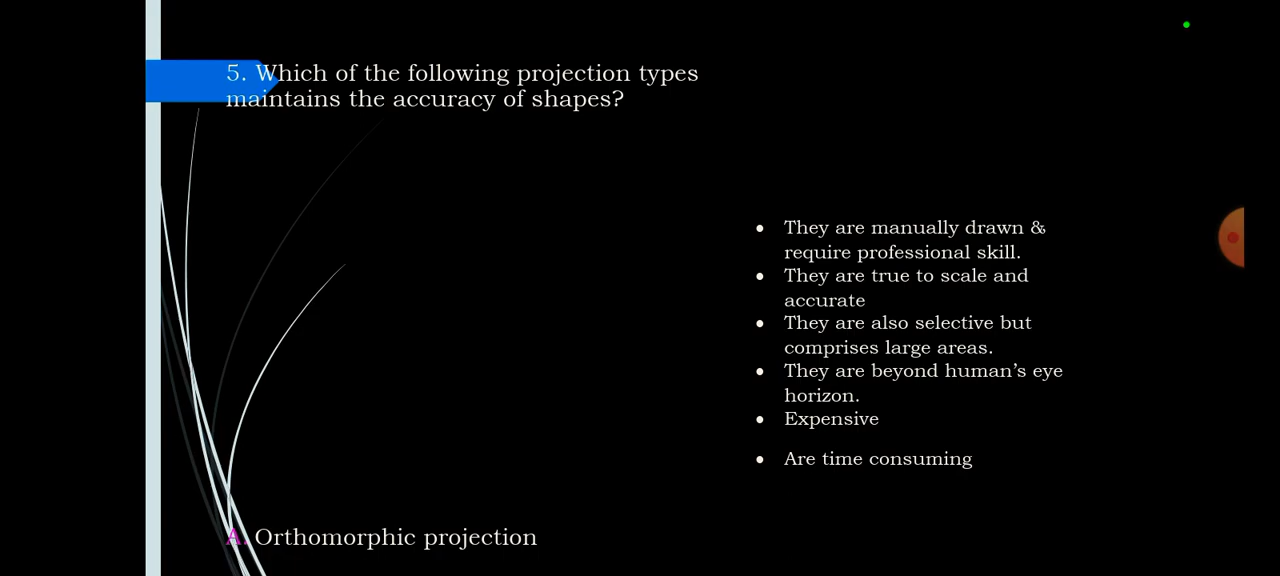 5. Which of the following projection types
maintains the accuracy of shapes?
• They are manually drawn &
require professional skill.
• They are true to scale and
accurate
• They are also selective but
comprises large areas.
• They are beyond human's eye
horizon.
• Expensive
• Are time consuming
A. Orthomorphic projection